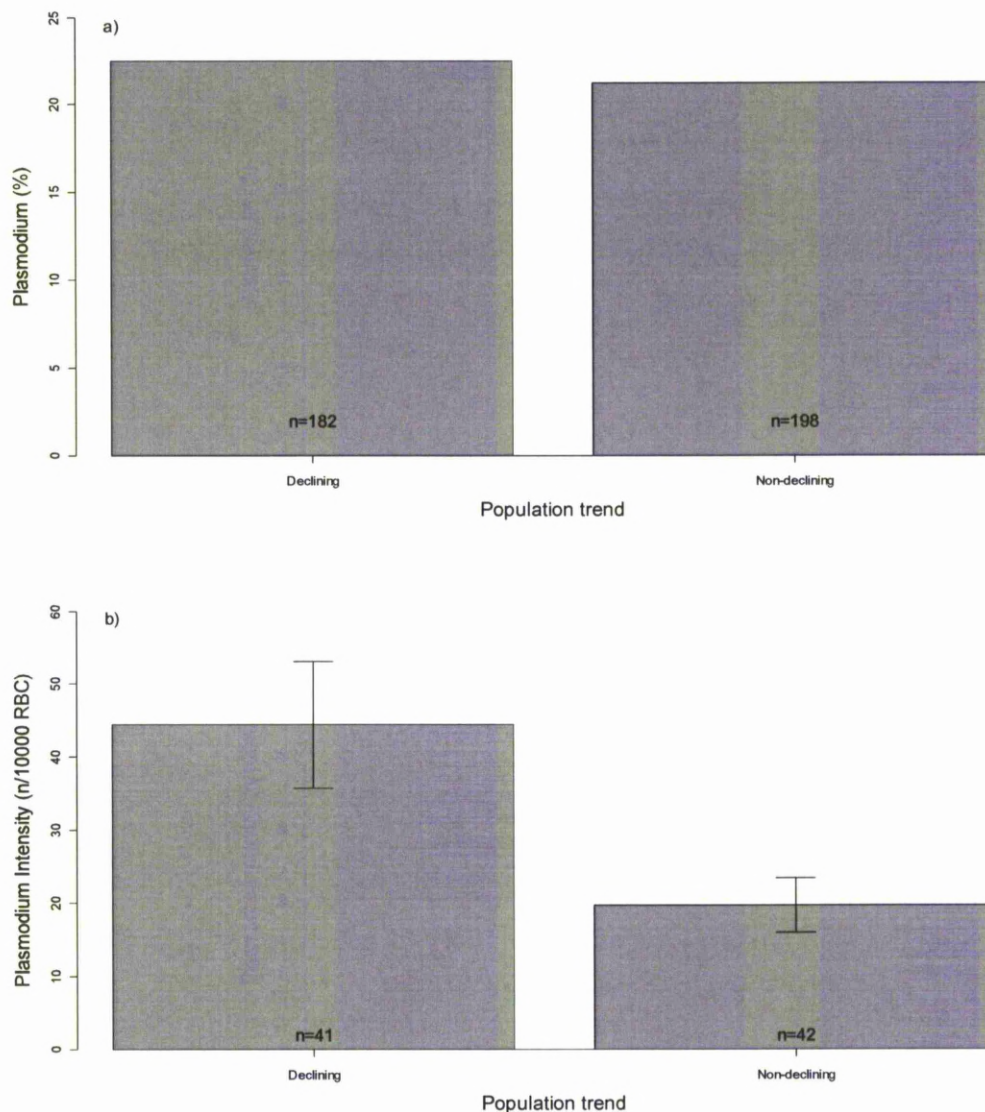 a)
Plasmodium (%)
25
20
15
10
5
0
n=182
n=198
Declining
Non-declining
Population trend
b)
Plasmodium Intensity (n/10000 RBC)
60
50
40
30
20
10
0
n=41
n=42
Declining
Non-declining
Population trend